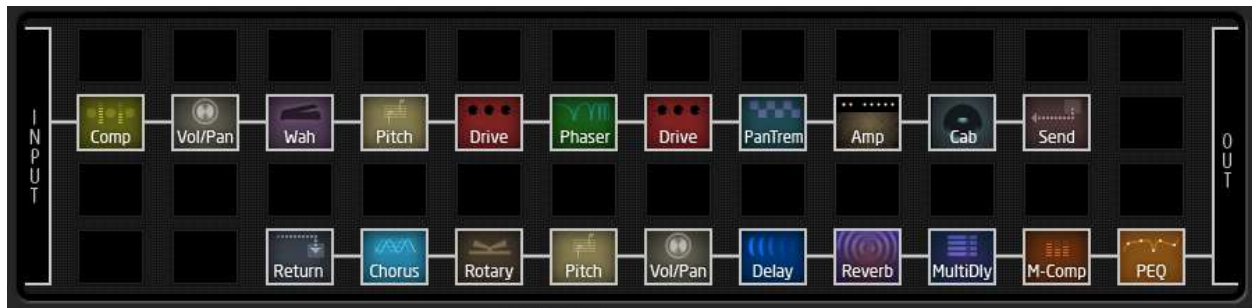 INPUT
Comp Vol/Pan Wah Pitch Drive Phaser Drive PanTrem Amp Cab Send
Return Chorus Rotary Pitch Vol/Pan Delay Reverb MultiDly M-Comp PEQ
OUT